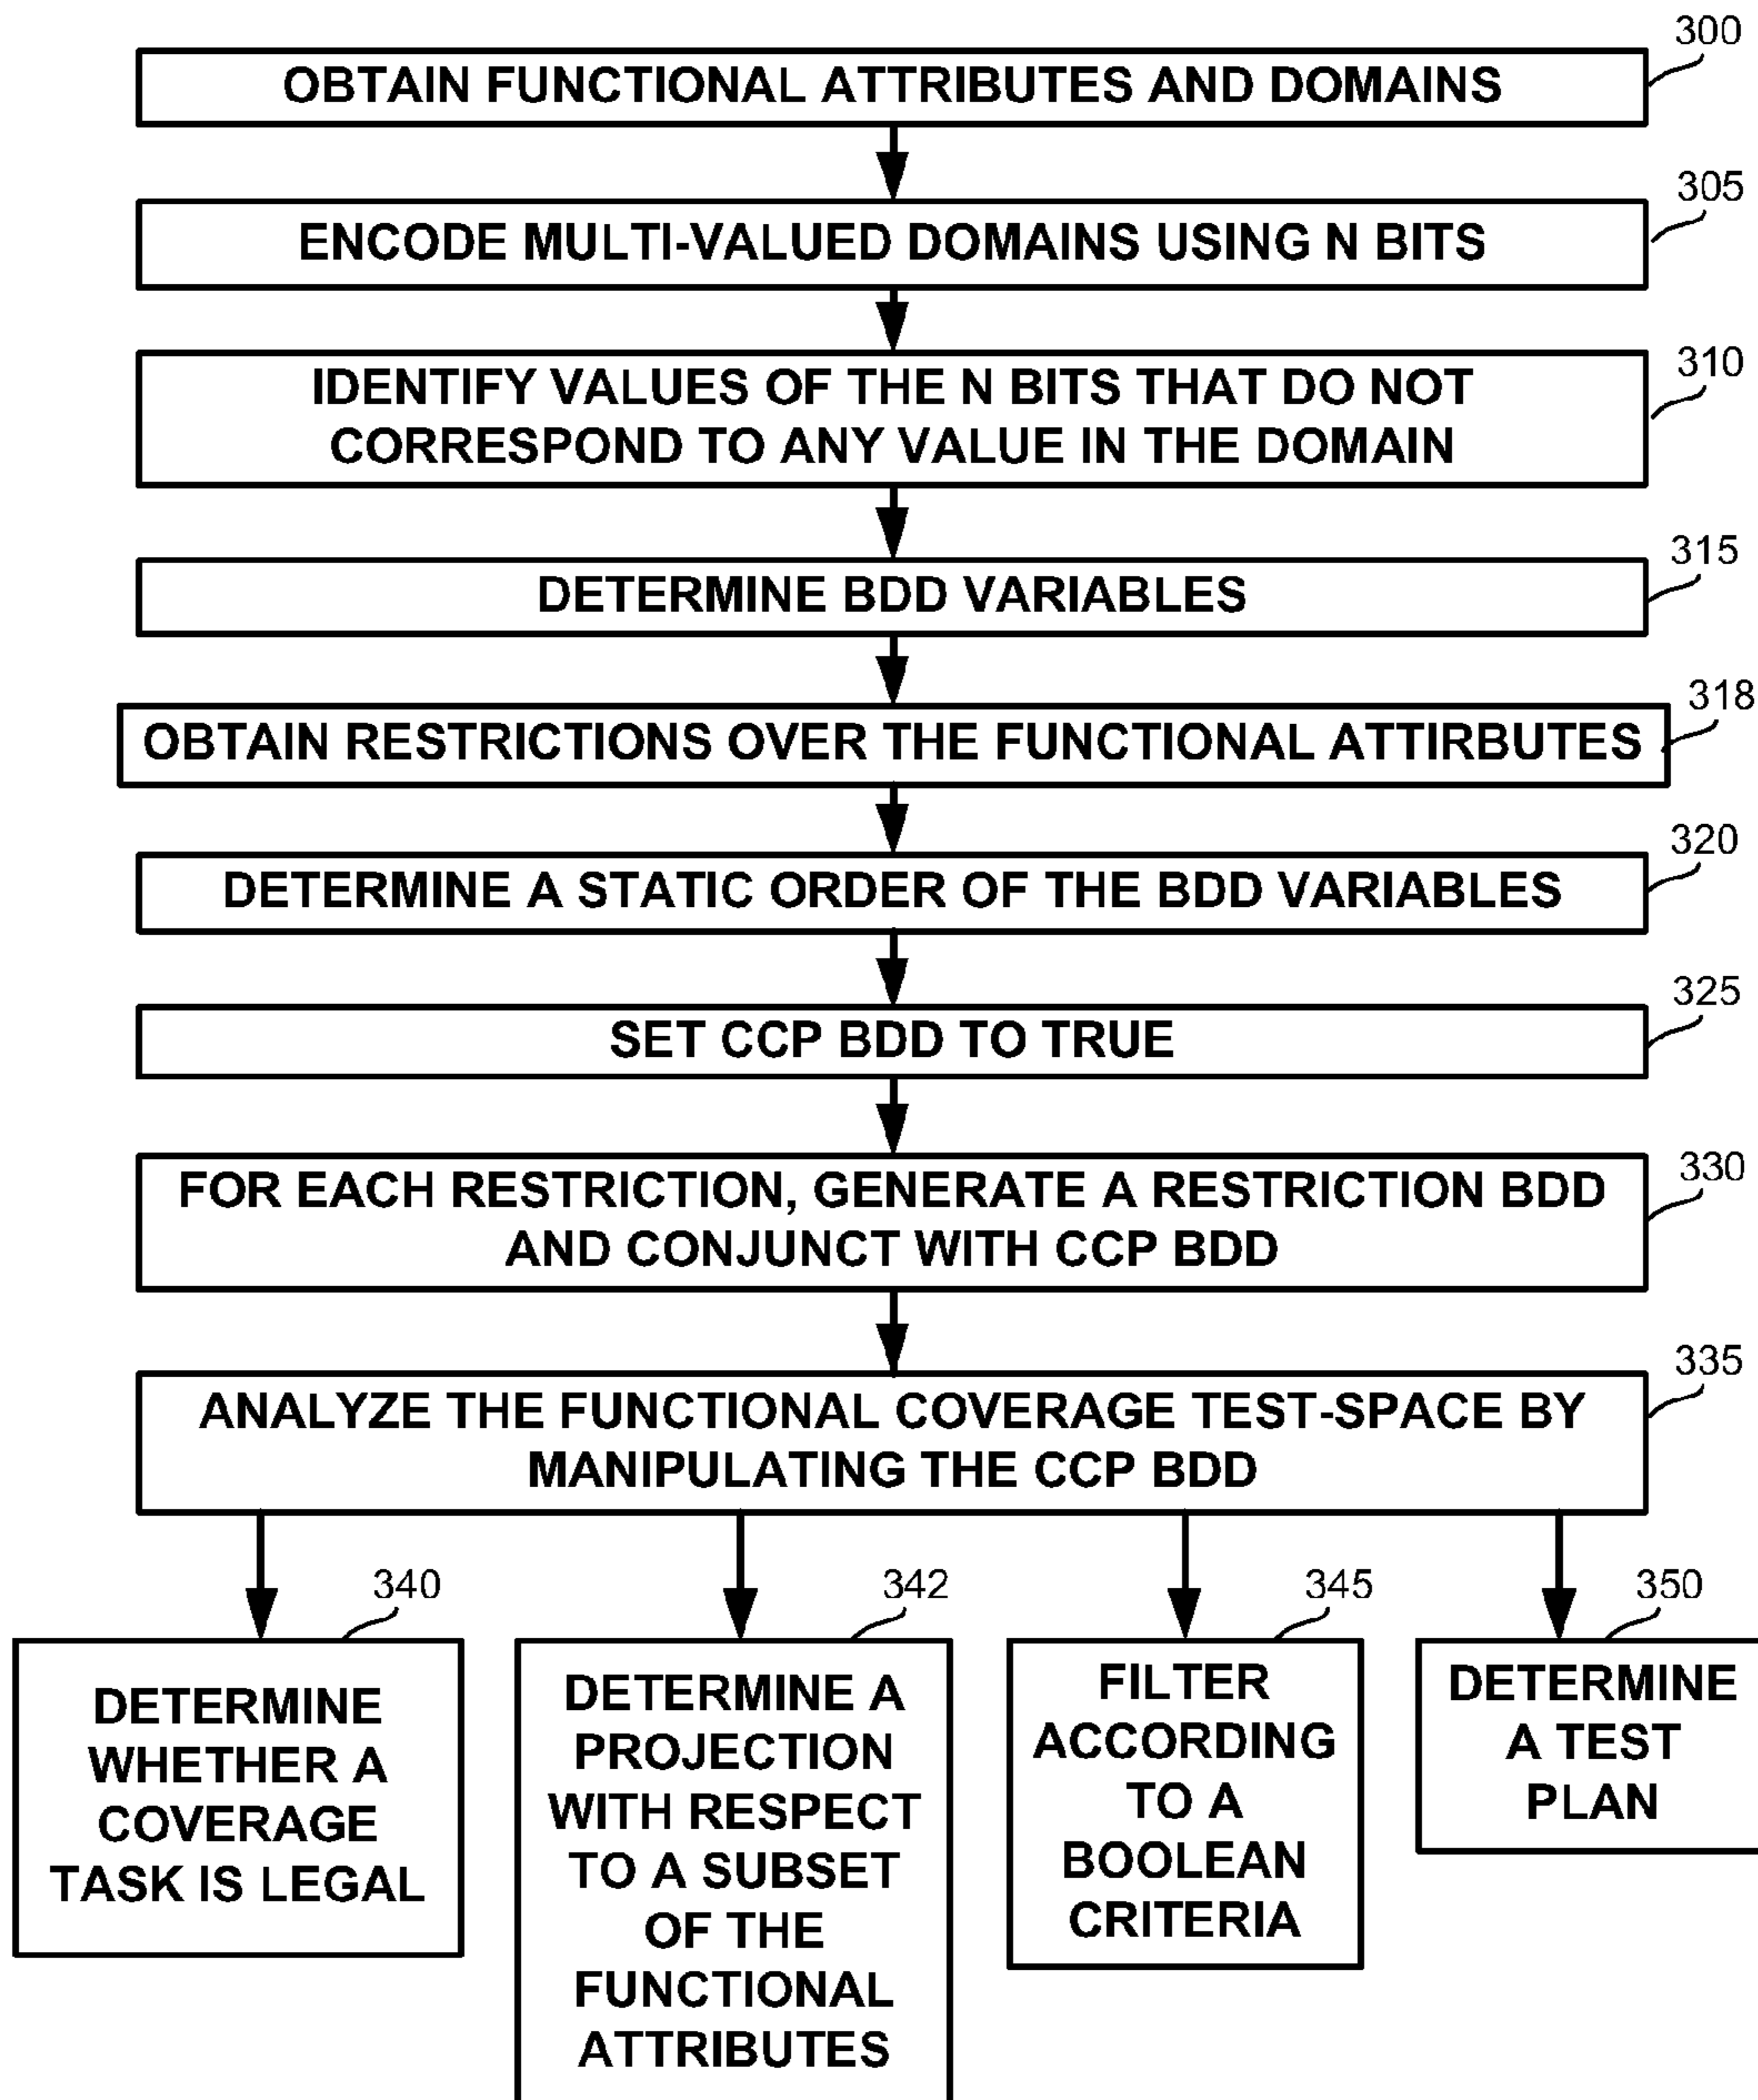 300
OBTAIN FUNCTIONAL ATTRIBUTES AND DOMAINS
305
ENCODE MULTI-VALUED DOMAINS USING N BITS
310
IDENTIFY VALUES OF THE N BITS THAT DO NOT
CORRESPOND TO ANY VALUE IN THE DOMAIN
315
DETERMINE BDD VARIABLES
318
OBTAIN RESTRICTIONS OVER THE FUNCTIONAL ATTIRBUTES
320
DETERMINE A STATIC ORDER OF THE BDD VARIABLES
325
SET CCP BDD TO TRUE
330
FOR EACH RESTRICTION, GENERATE A RESTRICTION BDD
AND CONJUNCT WITH CCP BDD
335
ANALYZE THE FUNCTIONAL COVERAGE TEST-SPACE BY
MANIPULATING THE CCP BDD
340
DETERMINE
WHETHER A
COVERAGE
TASK IS LEGAL
342
DETERMINE A
PROJECTION
WITH RESPECT
TO A SUBSET
OF THE
FUNCTIONAL
ATTRIBUTES
345
FILTER
ACCORDING
TO A
BOOLEAN
CRITERIA
350
DETERMINE
A TEST
PLAN